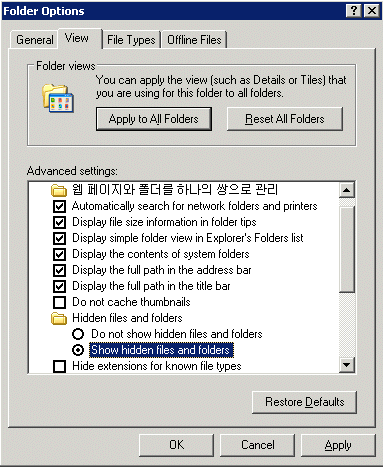 Folder Options
General View File Types Offline Files
Folder views
You can apply the view (such as Details or Tiles) that
you are using for this folder to all folders.
Apply to All Folders Reset All Folders
Advanced settings:
웹 페이지와 폴더를 하나의 쌍으로 관리
Automatically search for network folders and printers
Display file size information in folder tips
Display simple folder view in Explorer's Folders list
Display the contents of system folders
Display the full path in the address bar
Display the full path in the title bar
Do not cache thumbnails
Hidden files and folders
Do not show hidden files and folders
Show hidden files and folders
Hide extensions for known file types
Restore Defaults
OK Cancel Apply